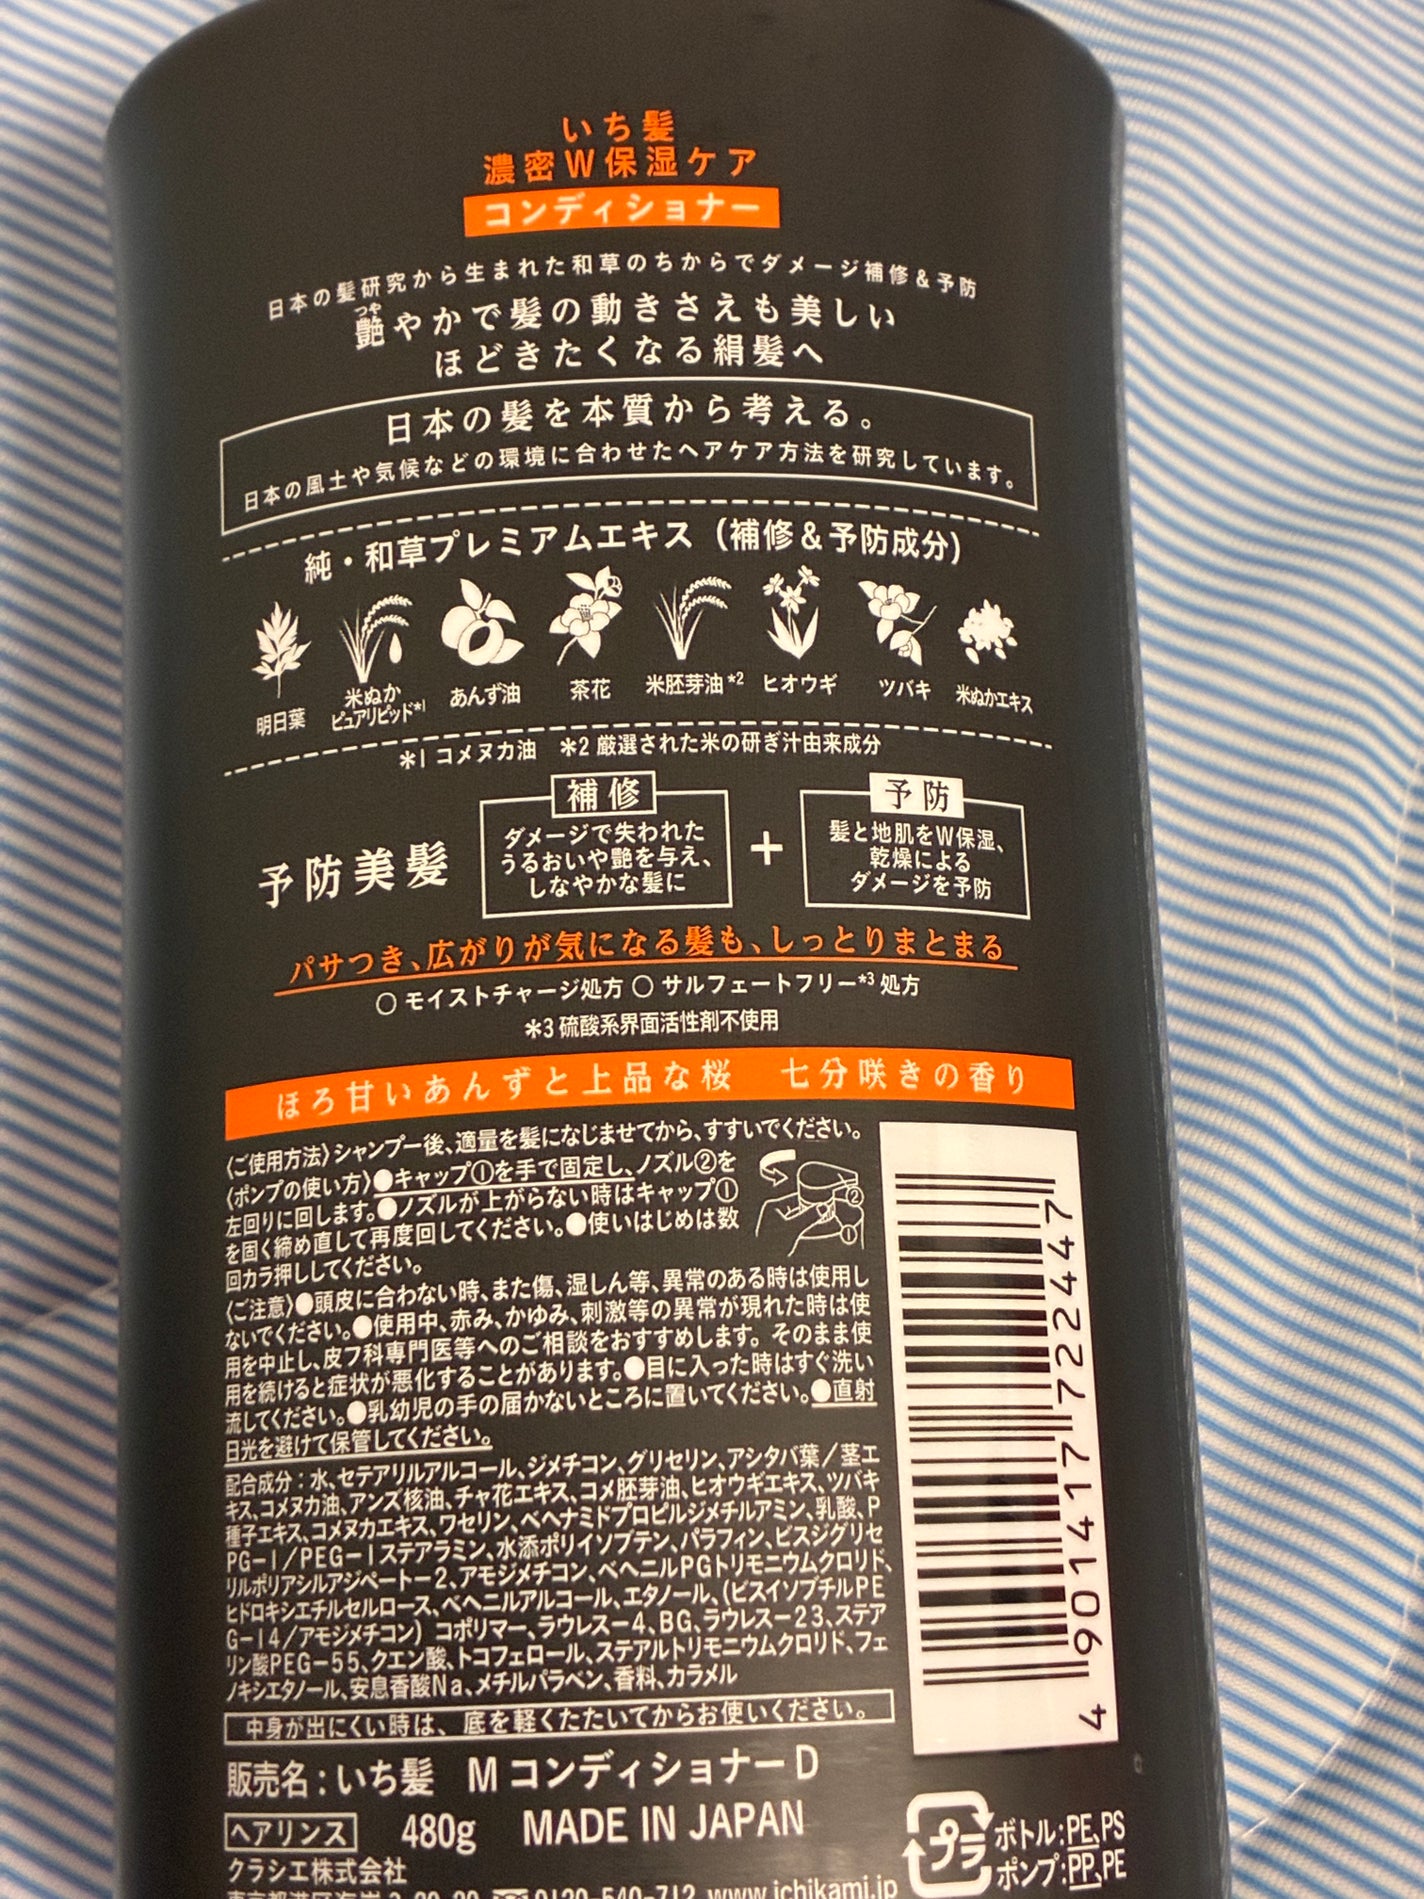 いち髪
濃密W保湿ケア
コンディショナー
日本の髪研究から生まれた和草のちからでダメージ補修&予防
つや
艶やかで髪の動きさえも美しい
ほどきたくなる絹髪へ
日本の髪を本質から考える。
日本の風土や気候などの環境に合わせたヘアケア方法を研究しています。
純・和草プレミアムエキス(補修&予防成分)
明日葉
米ぬか
ピュアリピッド*1
あんず油
茶花
米胚芽油*2
ヒオウギ
ツバキ
米ぬかエキス
*1 コメヌカ油 *2 厳選された米の研ぎ汁由来成分
予防美髪
補修
ダメージで失われた
うるおいや艶を与え、
しなやかな髪に
+
予防
髪と地肌をW保湿、
乾燥による
ダメージを予防
パサつき、広がりが気になる髪も、しっとりまとまる
○ モイストチャージ処方 ○ サルフェートフリー*3 処方
*3 硫酸系界面活性剤不使用
ほろ甘いあんずと上品な桜 七分咲きの香り
〈ご使用方法〉シャンプー後、適量を髪になじませてから、すすいでください。
〈ポンプの使い方〉●キャップ①を手で固定し、ノズル②を
左回りに回します。●ノズルが上がらない時はキャップ①
を固く締め直して再度回してください。●使いはじめは数
回カラ押ししてください。
②
①
〈ご注意〉●頭皮に合わない時、また傷、湿しん等、異常のある時は使用し
ないでください。●使用中、赤み、かゆみ、刺激等の異常が現れた時は使
用を中止し、皮フ科専門医等へのご相談をおすすめします。そのまま使
用を続けると症状が悪化することがあります。●目に入った時はすぐ洗い
流してください。●乳幼児の手の届かないところに置いてください。●直射
日光を避けて保管してください。
配合成分:水、セテアリルアルコール、ジメチコン、グリセリン、アシタバ葉/茎エ
キス、コメヌカ油、アンズ核油、チャ花エキス、コメ胚芽油、ヒオウギエキス、ツバキ
種子エキス、コメヌカエキス、ワセリン、ベヘナミドプロピルジメチルアミン、乳酸、P
PG-1/PEG-1ステアラミン、水添ポリイソブテン、パラフィン、ビスジグリセ
リルポリアシルアジペート-2、アモジメチコン、ベヘニルPGトリモニウムクロリド、
ヒドロキシエチルセルロース、ベヘニルアルコール、エタノール、(ビスイソブチルPE
G-14/アモジメチコン)コポリマー、ラウレス-4、BG、ラウレス-23、ステア
リン酸PEG-55、クエン酸、トコフェロール、ステアルトリモニウムクロリド、フェ
ノキシエタノール、安息香酸Na、メチルパラベン、香料、カラメル
中身が出にくい時は、底を軽くたたいてからお使いください。
4 901417 722447
販売名:いち髪 M コンディショナー D
ヘアリンス 480g MADE IN JAPAN
クラシエ株式会社
プラ
ボトル:PE,PS
ポンプ:PP,PE
0120-540-712 www.ichikami.jp